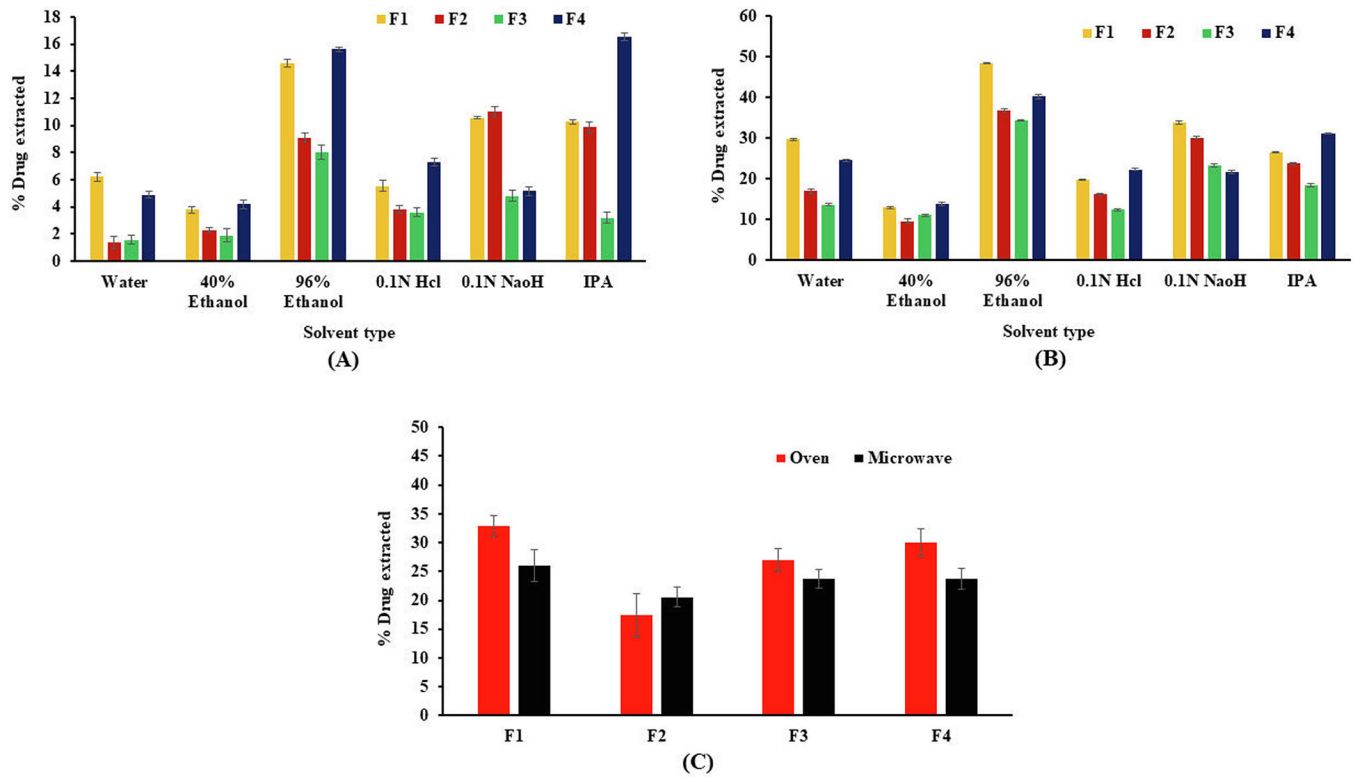 18
16
14
12
10
8
6
4
2
0
% Drug extracted
F1 F2 F3 F4
Water 40% Ethanol 96% Ethanol 0.1N Hcl 0.1N NaoH IPA
Solvent type
(A)
60
50
40
30
20
10
0
% Drug extracted
F1 F2 F3 F4
Water 40% Ethanol 96% Ethanol 0.1N Hcl 0.1N NaoH IPA
Solvent type
(B)
50
45
40
35
30
25
20
15
10
5
0
% Drug extracted
Oven Microwave
F1 F2 F3 F4
(C)